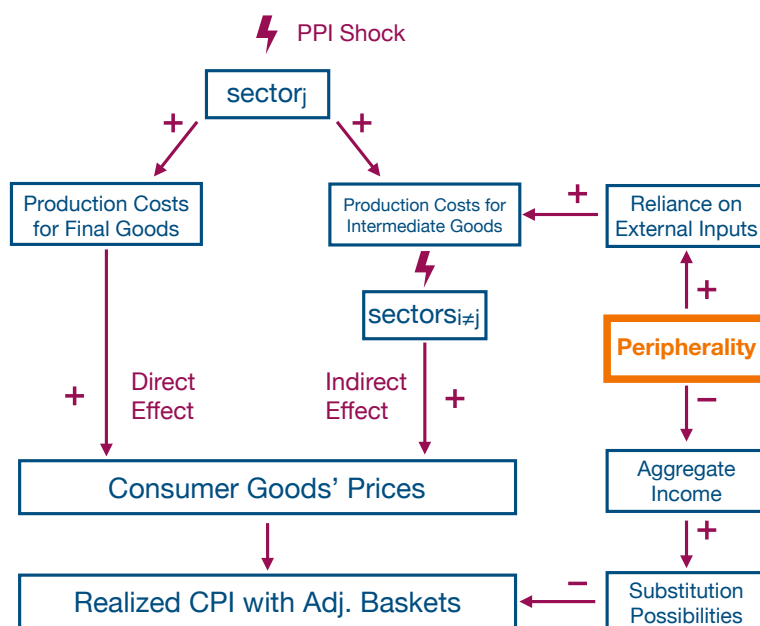 PPI Shock
sectorj
+
+
Production Costs
for Final Goods
Production Costs for
Intermediate Goods
+
Reliance on
External Inputs
+
sectorsi≠j
Peripherality
+
Direct
Effect
Indirect
Effect
+
−
Consumer Goods’ Prices
Aggregate
Income
+
Realized CPI with Adj. Baskets
−
Substitution
Possibilities